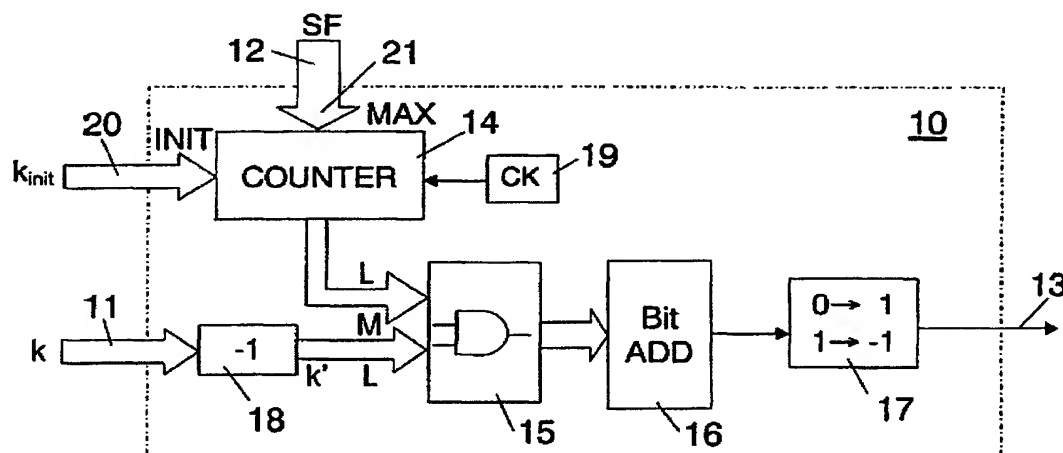 SF
12
21
MAX
14
10
20
INIT
19
k_init
COUNTER
CK
L
11
M
Bit
ADD
0→ 1
1→ -1
13
k
-1
k'
L
18
15
16
17